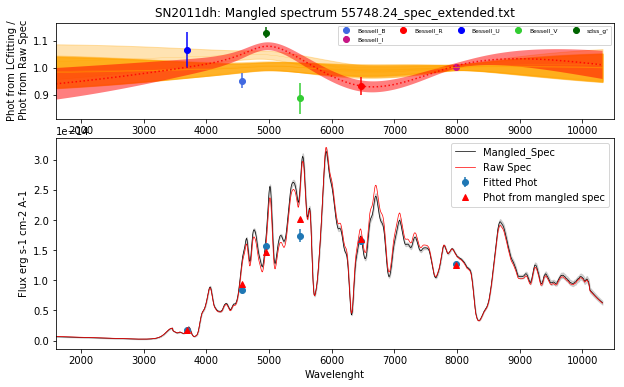 SN2011dh: Mangled spectrum 55748.24_spec_extended.txt
Phot from LCfitting /
Phot from Raw Spec
1.1
1.0
0.9
Bessell_B
Bessell_R
Bessell_U
Bessell_V
sdss_g'
Bessell_I
2000 3000 4000 5000 6000 7000 8000 9000 10000
1e−14
Flux erg s-1 cm-2 A-1
3.0
2.5
2.0
1.5
1.0
0.5
0.0
Mangled_Spec
Raw Spec
Fitted Phot
Phot from mangled spec
2000 3000 4000 5000 6000 7000 8000 9000 10000
Wavelenght